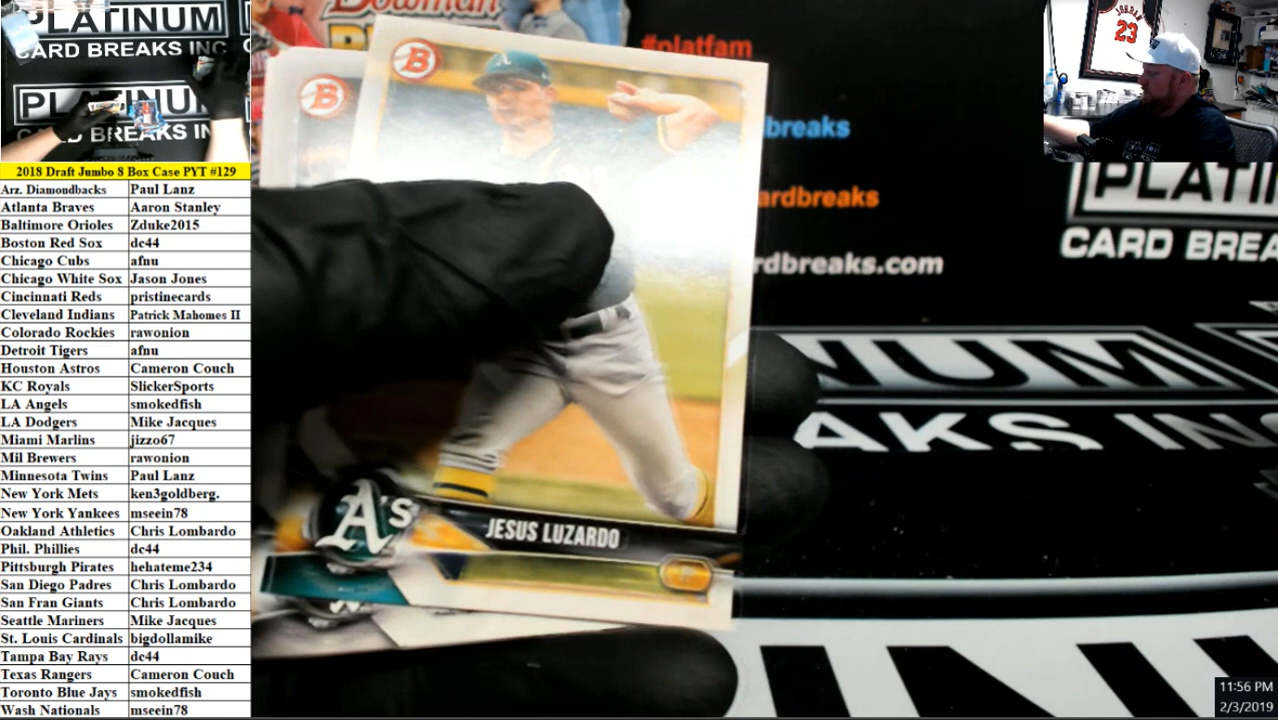 PLATINUM
CARD BREAKS INC
PLATINUM
CARD BREAKS IN
2018 Draft Jumbo 8 Box Case PYT #129
Arz. Diamondbacks Paul Lanz
Atlanta Braves Aaron Stanley
Baltimore Orioles Zduke2015
Boston Red Sox dc44
Chicago Cubs afnu
Chicago White Sox Jason Jones
Cincinnati Reds pristinecards
Cleveland Indians Patrick Mahomes II
Colorado Rockies rawonion
Detroit Tigers afnu
Houston Astros Cameron Couch
KC Royals SlickerSports
LA Angels smokedfish
LA Dodgers Mike Jacques
Miami Marlins jizzo67
Mil Brewers rawonion
Minnesota Twins Paul Lanz
New York Mets ken3goldberg.
New York Yankees mseein78
Oakland Athletics Chris Lombardo
Phil. Phillies dc44
Pittsburgh Pirates hehateme234
San Diego Padres Chris Lombardo
San Fran Giants Chris Lombardo
Seattle Mariners Mike Jacques
St. Louis Cardinals bigdollamike
Tampa Bay Rays dc44
Texas Rangers Cameron Couch
Toronto Blue Jays smokedfish
Wash Nationals mseein78
Bowman
B
B
A
A's
JESUS LUZARDO
P
#platfam
breaks
ardbreaks
rdbreaks.com
JORDAN
23
PLATI
CARD BREA
NUM
AKS INC
11:56 PM
2/3/2019